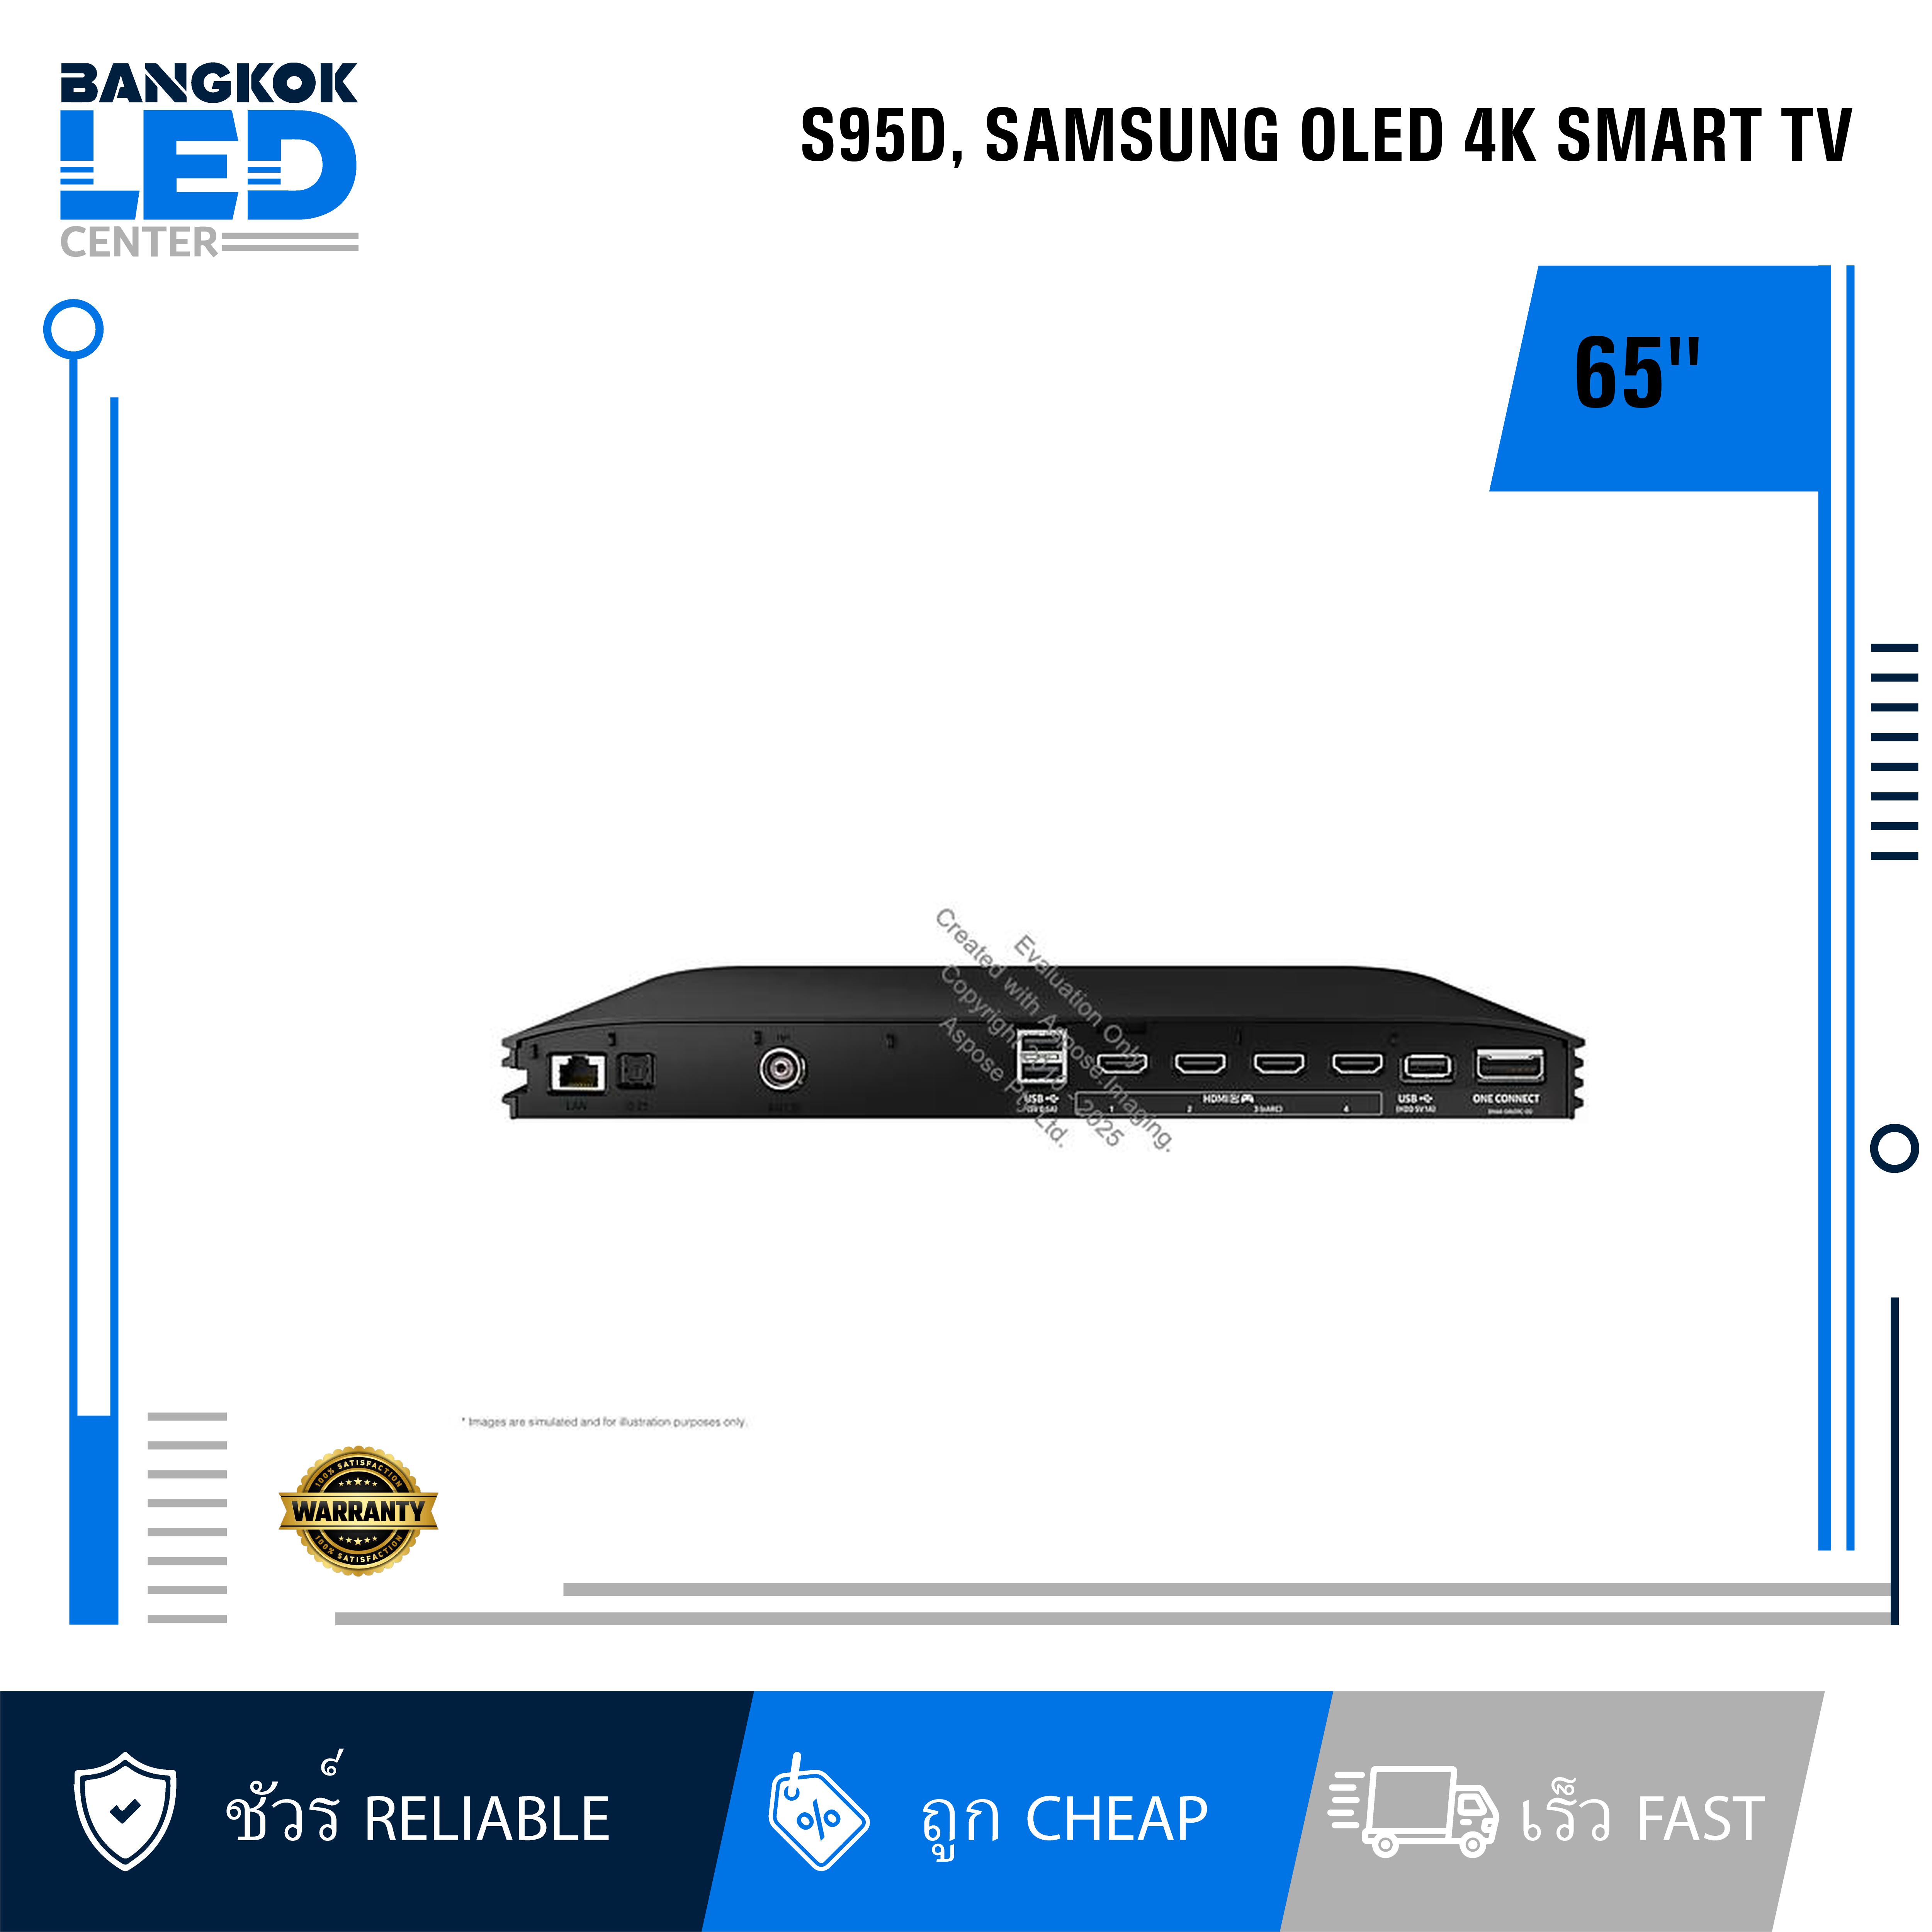 BANGKOK
LED
CENTER
S95D, SAMSUNG OLED 4K SMART TV
65"
Evaluation Only.
Created with Aspose.Imaging.
Copyright 2010-2025
Aspose Pty Ltd.
LAN
USB
(5V 0.5A)
HDMI
1 2 3 (eARC) 4
USB
(HDD 5V 1A)
ONE CONNECT
* Images are simulated and for illustration purposes only.
100% SATISFACTION
WARRANTY
100% SATISFACTION
ชัวร์ RELIABLE
ถูก CHEAP
เร็ว FAST